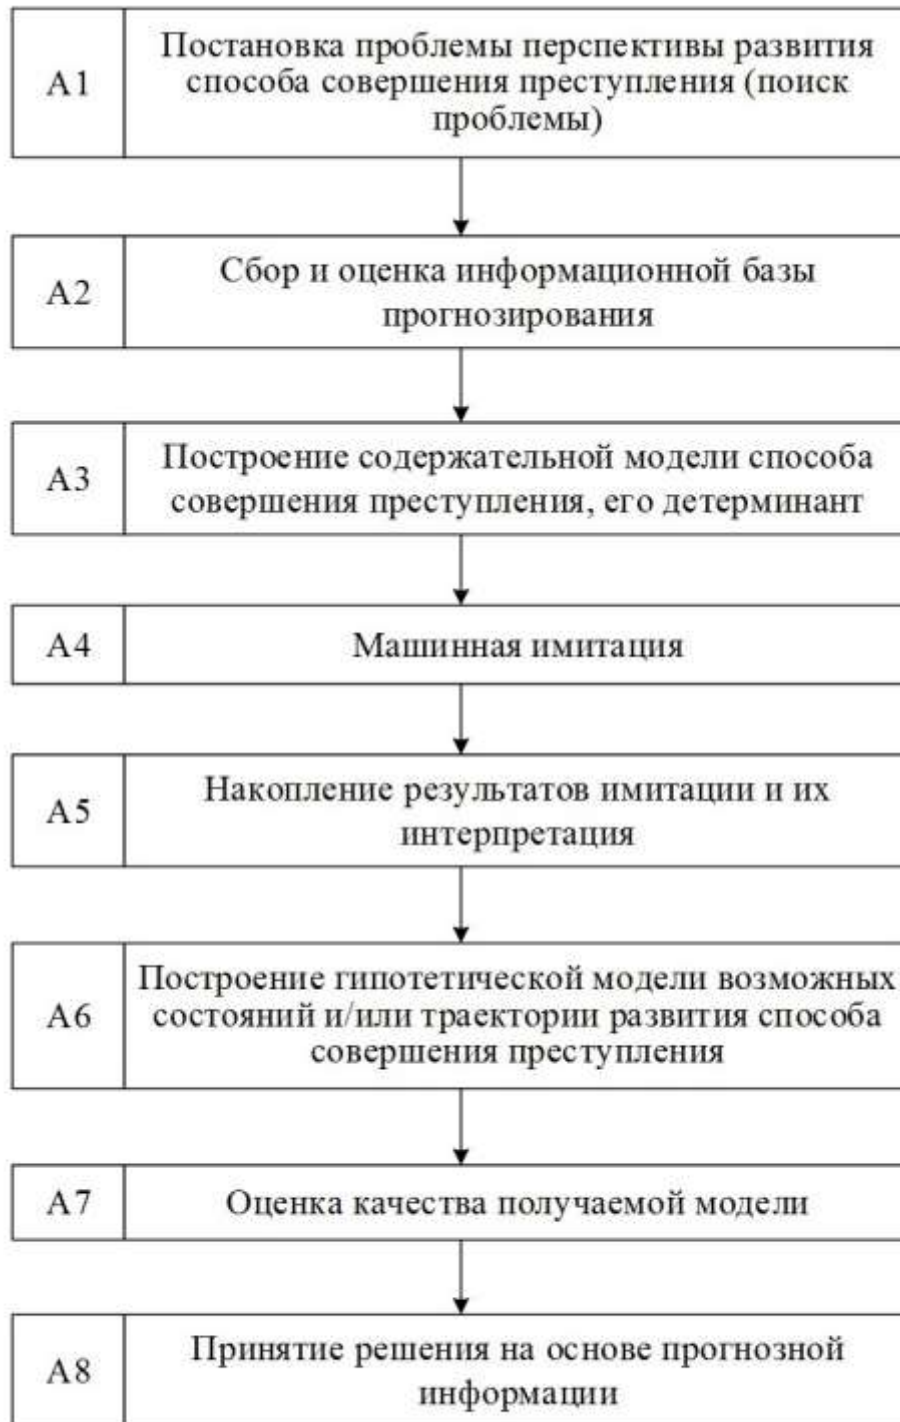 А1
Постановка проблемы перспективы развития
способа совершения преступления (поиск
проблемы)
А2
Сбор и оценка информационной базы
прогнозирования
А3
Построение содержательной модели способа
совершения преступления, его детерминант
А4
Машинная имитация
А5
Накопление результатов имитации и их
интерпретация
А6
Построение гипотетической модели возможных
состояний и/или траектории развития способа
совершения преступления
А7
Оценка качества получаемой модели
А8
Принятие решения на основе прогнозной
информации